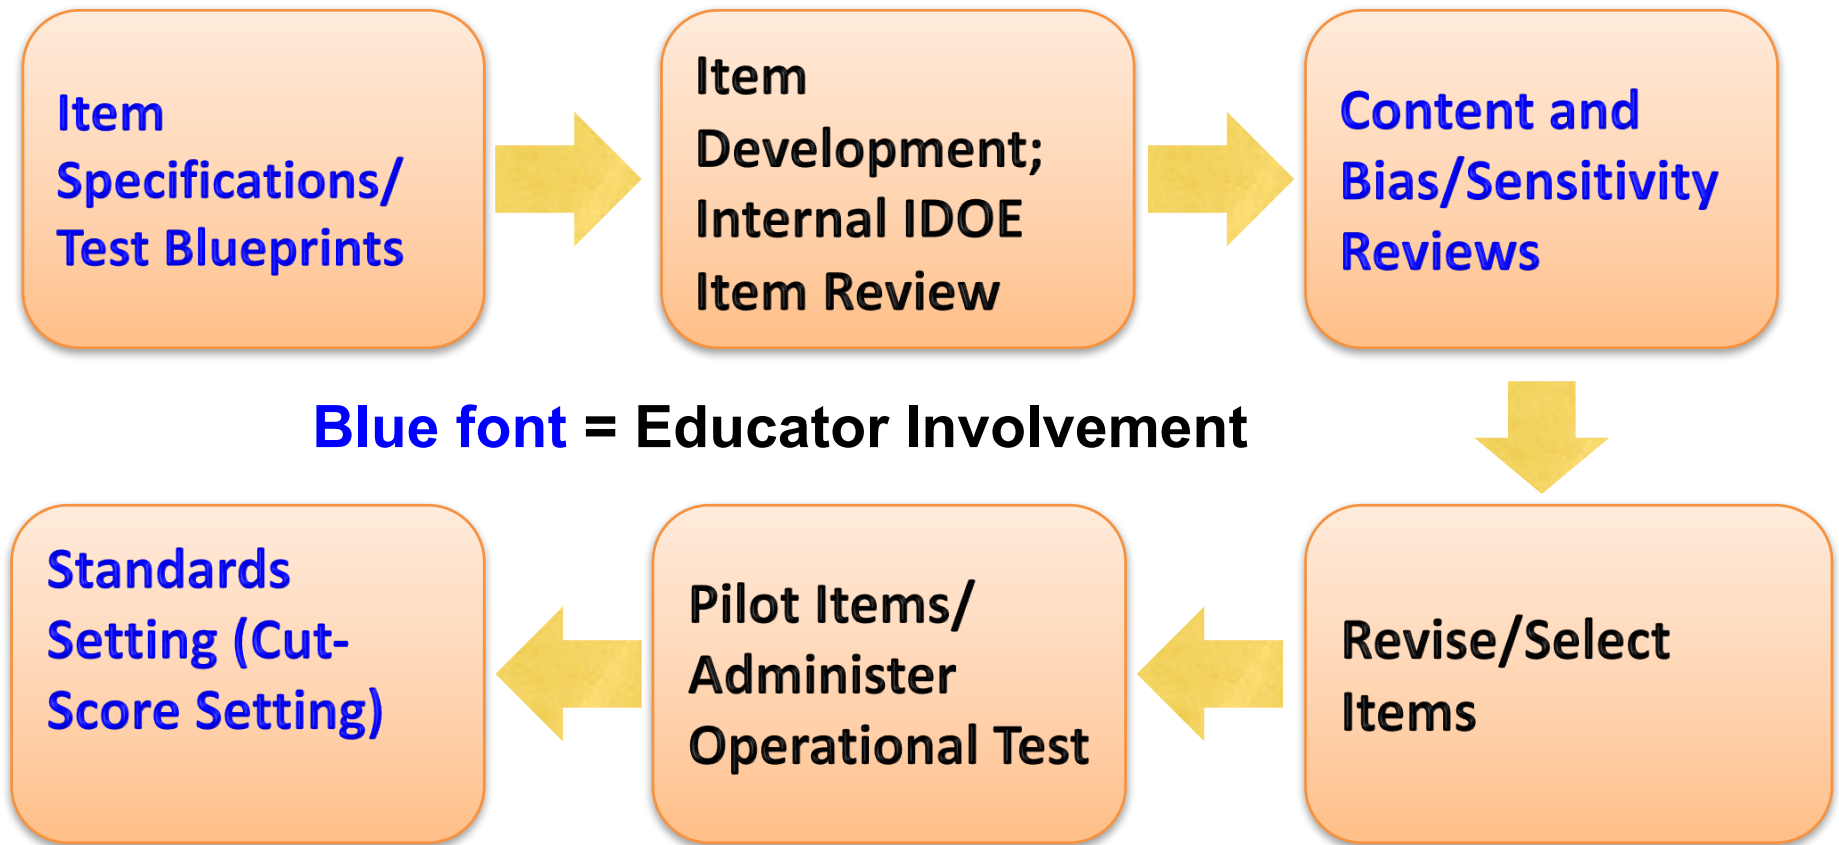 Item
Specifications/
Test Blueprints
Item
Development;
Internal IDOE
Item Review
Content and
Bias/Sensitivity
Reviews
Blue font = Educator Involvement
Standards
Setting (Cut-
Score Setting)
Pilot Items/
Administer
Operational Test
Revise/Select
Items